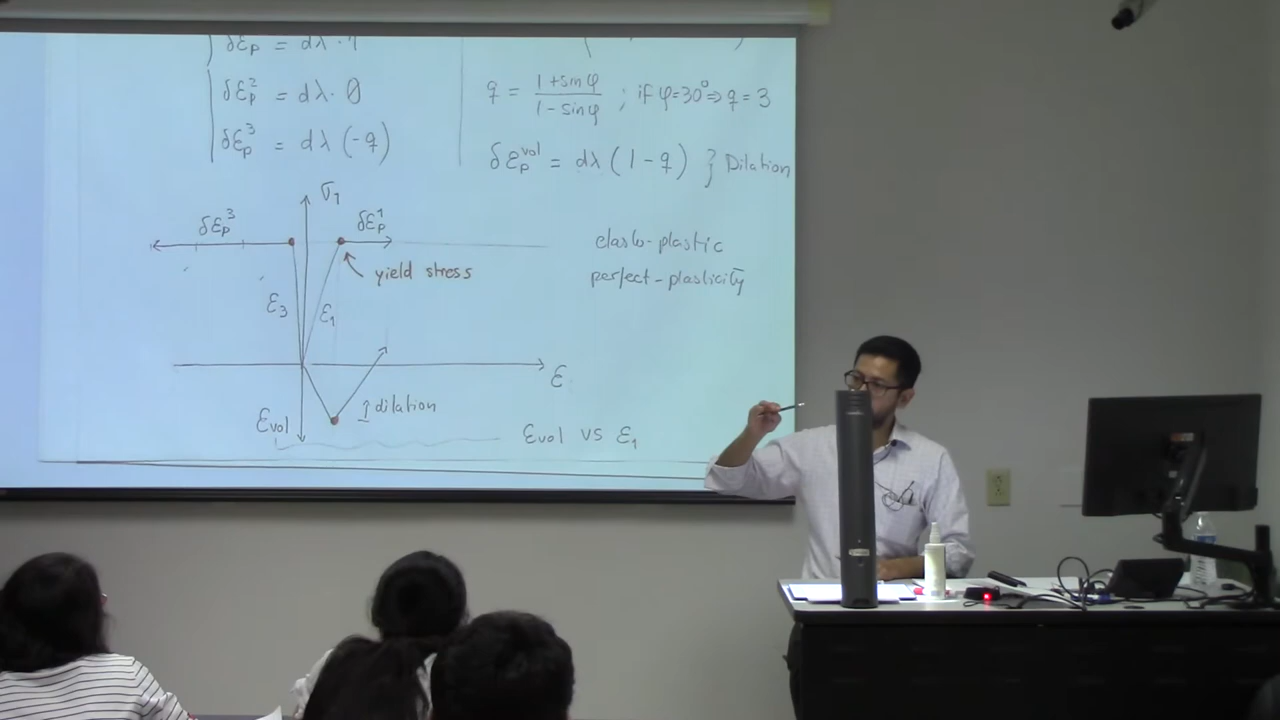 δε_p = dλ · 1
δε_p^2 = dλ · 0
δε_p^3 = dλ (-q)
q = (1 + sin φ) / (1 - sin φ) ; if φ=30° ⇒ q = 3
δε_p^vol = dλ (1 - q) } Dilation
σ_1
δε_p^3
δε_p^1
yield stress
ε_3
ε_1
ε
ε_vol
dilation
elasto-plastic
perfect-plasticity
ε_vol vs ε_1